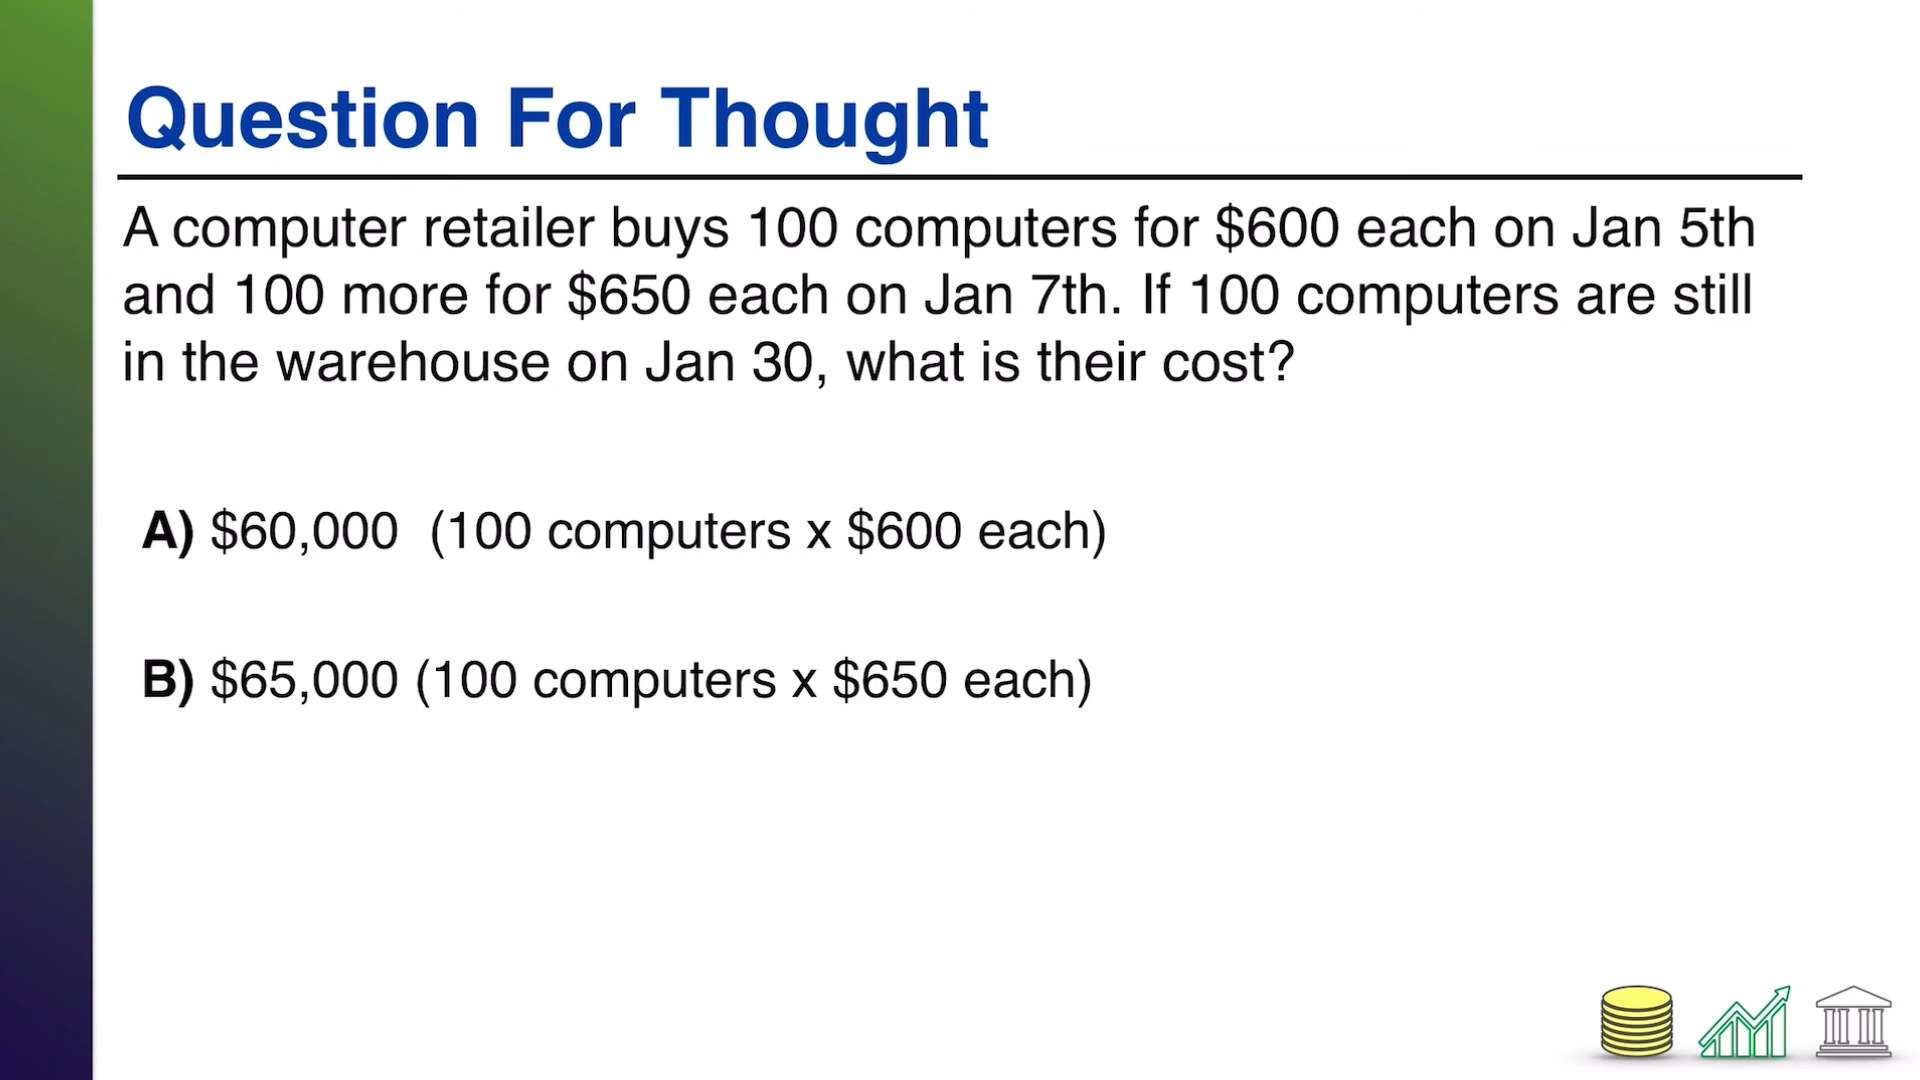 Question For Thought
A computer retailer buys 100 computers for $600 each on Jan 5th
and 100 more for $650 each on Jan 7th. If 100 computers are still
in the warehouse on Jan 30, what is their cost?
A) $60,000 (100 computers x $600 each)
B) $65,000 (100 computers x $650 each)